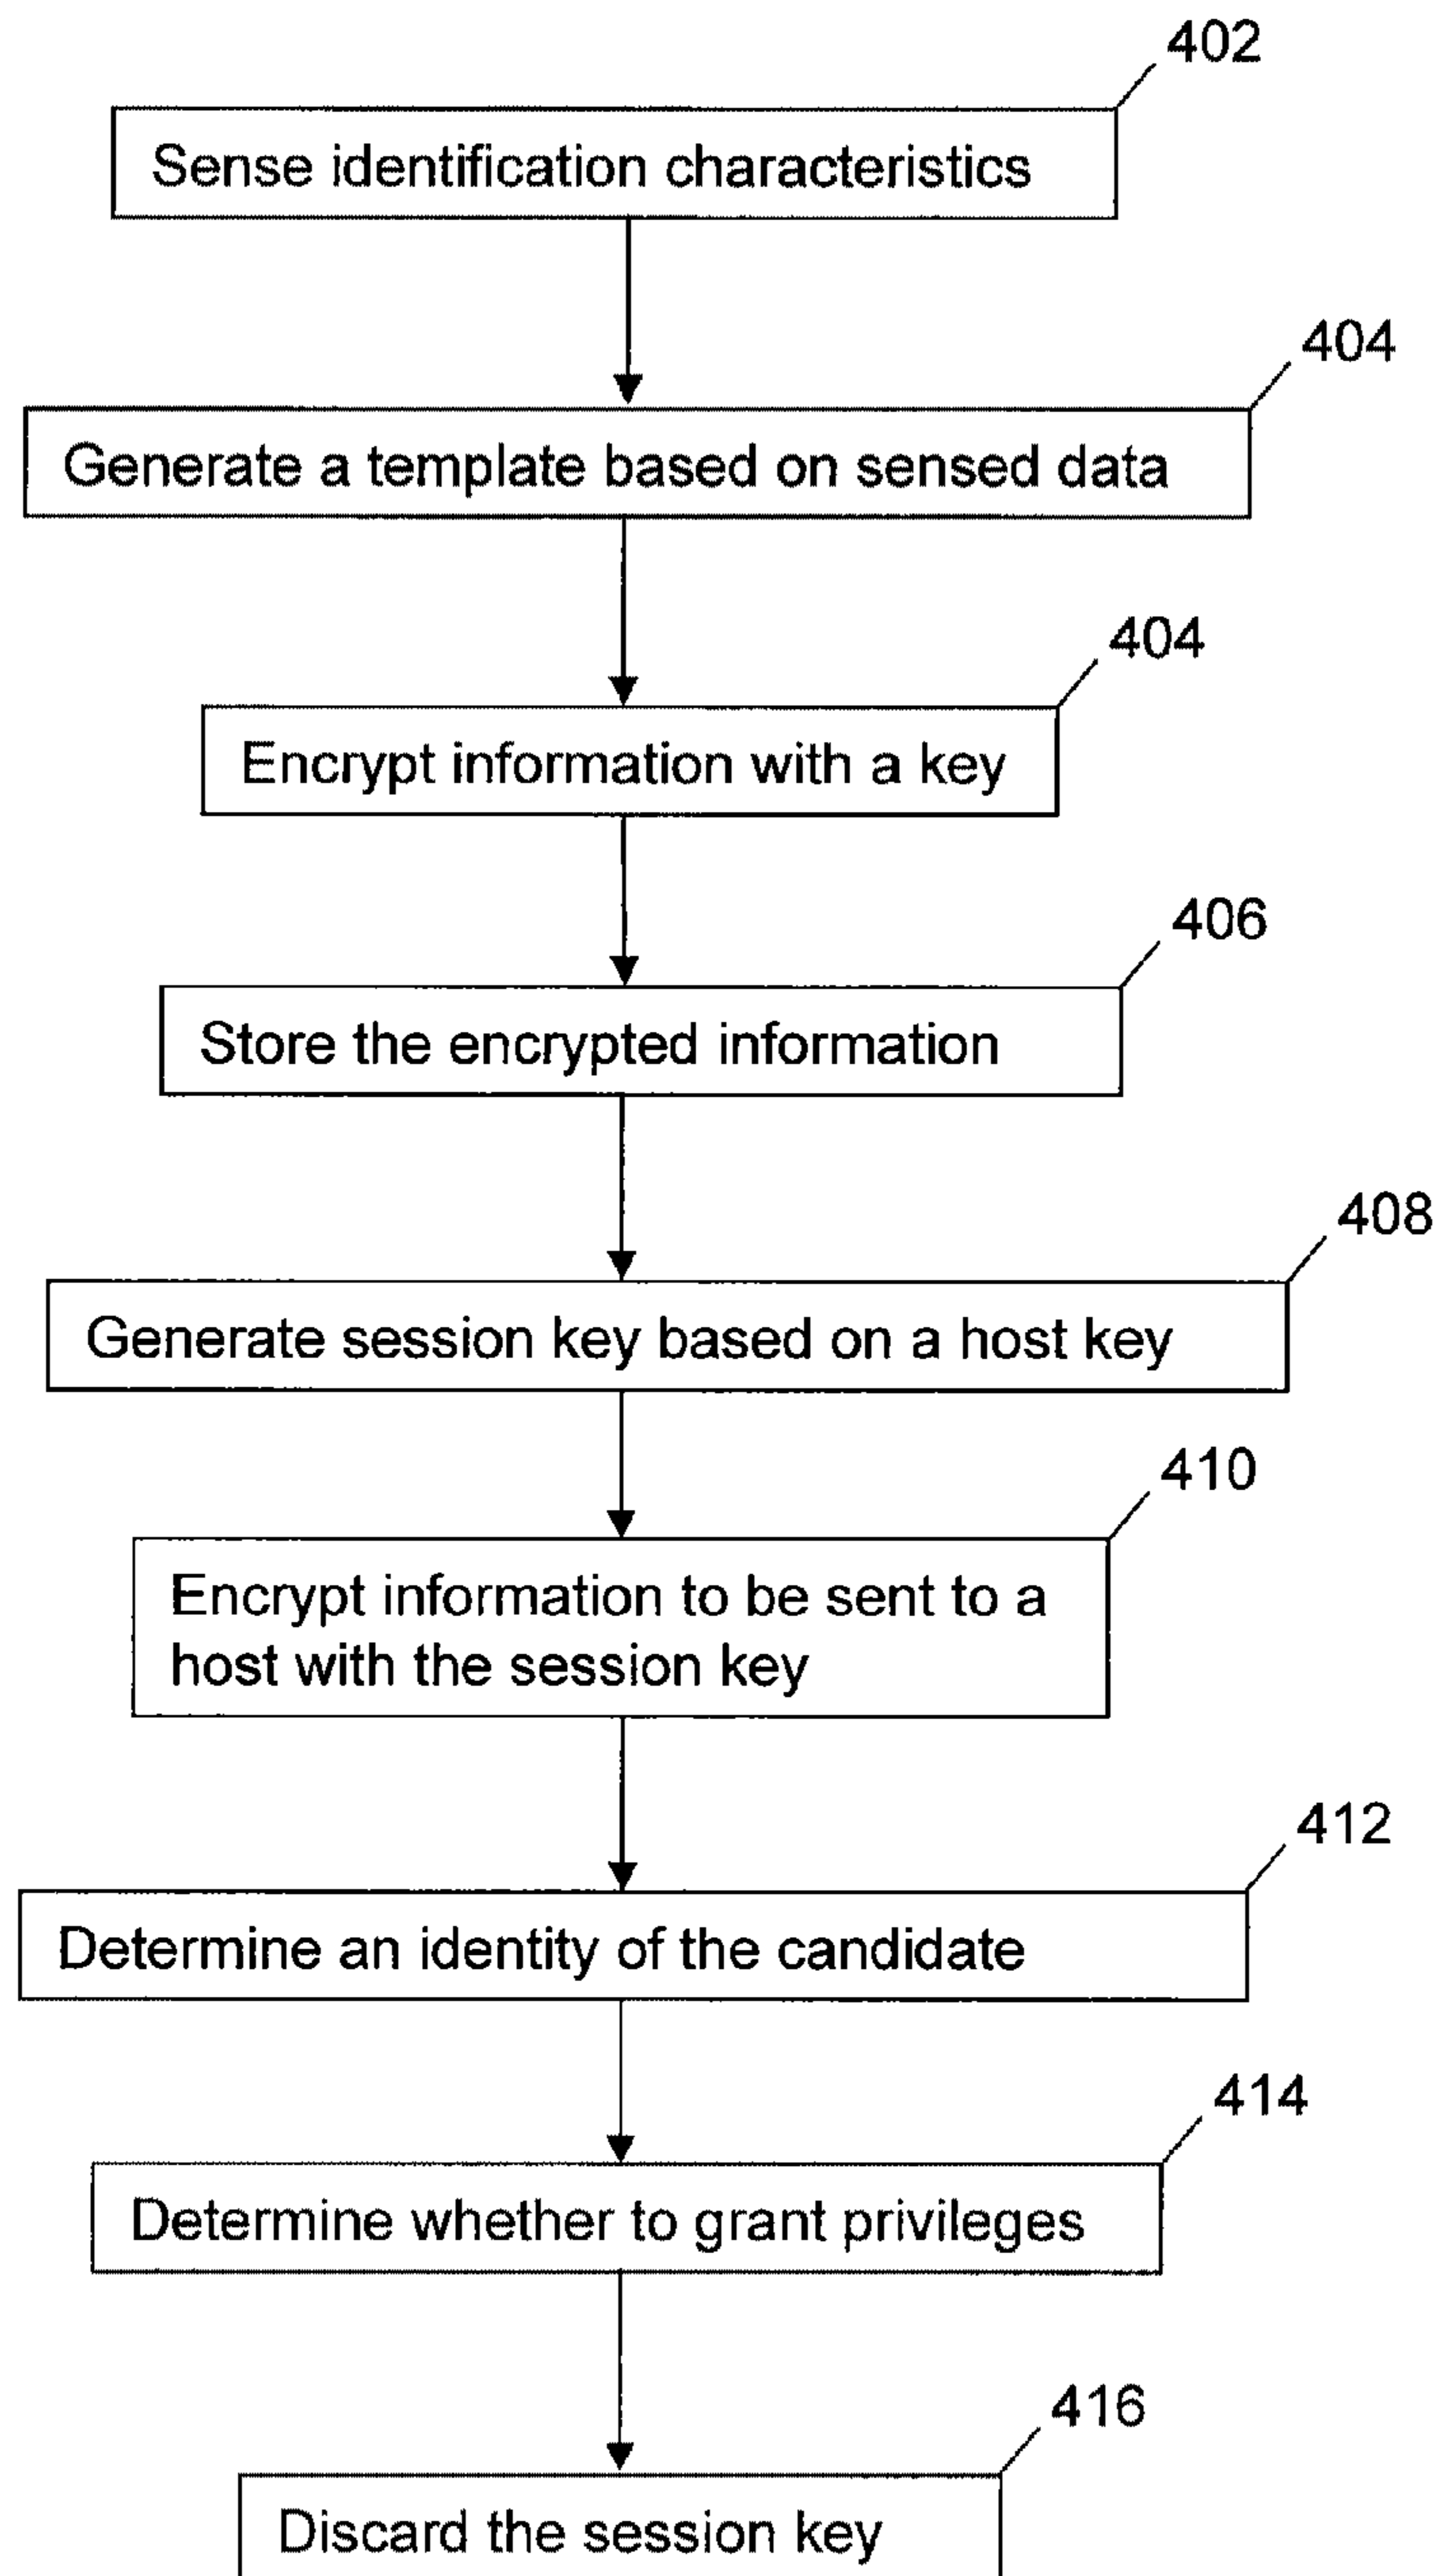 402
Sense identification characteristics
404
Generate a template based on sensed data
404
Encrypt information with a key
406
Store the encrypted information
408
Generate session key based on a host key
410
Encrypt information to be sent to a
host with the session key
412
Determine an identity of the candidate
414
Determine whether to grant privileges
416
Discard the session key